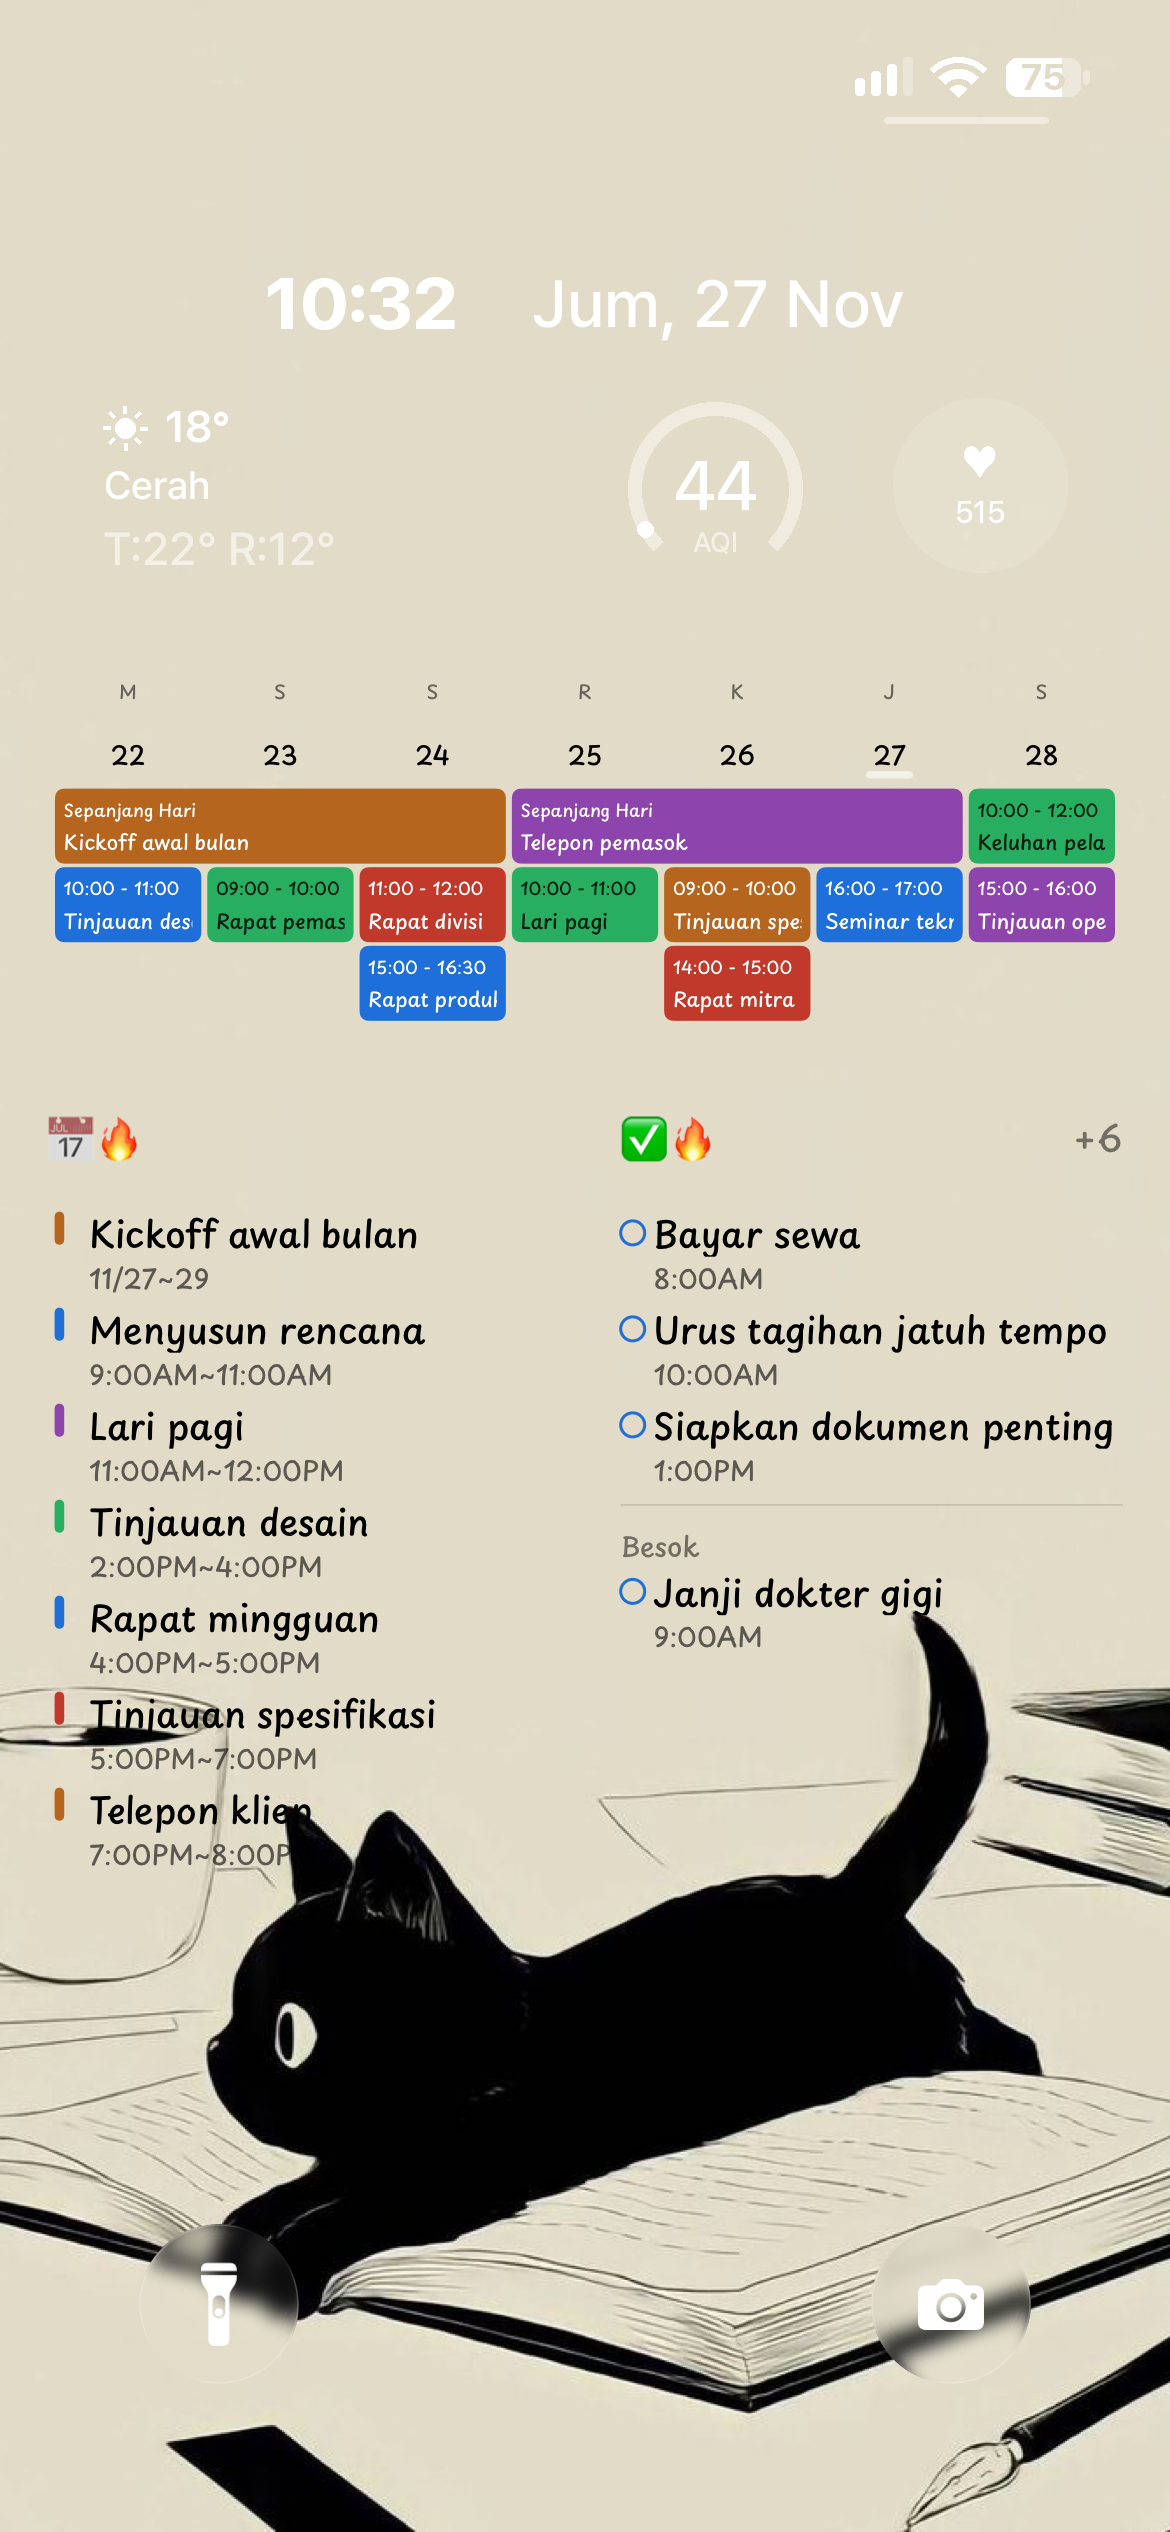 75
10:32 Jum, 27 Nov
18°
Cerah
T:22° R:12°
44
AQI
515
M S S R K J S
22 23 24 25 26 27 28
Sepanjang Hari
Kickoff awal bulan
Sepanjang Hari
Telepon pemasok
10:00 - 12:00
Keluhan pela
10:00 - 11:00
Tinjauan des
09:00 - 10:00
Rapat pemas
11:00 - 12:00
Rapat divisi
10:00 - 11:00
Lari pagi
09:00 - 10:00
Tinjauan spe
16:00 - 17:00
Seminar tekn
15:00 - 16:00
Tinjauan ope
15:00 - 16:30
Rapat produk
14:00 - 15:00
Rapat mitra
JUL
17
Kickoff awal bulan
11/27~29
Menyusun rencana
9:00AM~11:00AM
Lari pagi
11:00AM~12:00PM
Tinjauan desain
2:00PM~4:00PM
Rapat mingguan
4:00PM~5:00PM
Tinjauan spesifikasi
5:00PM~7:00PM
Telepon klien
7:00PM~8:00P
+6
Bayar sewa
8:00AM
Urus tagihan jatuh tempo
10:00AM
Siapkan dokumen penting
1:00PM
Besok
Janji dokter gigi
9:00AM